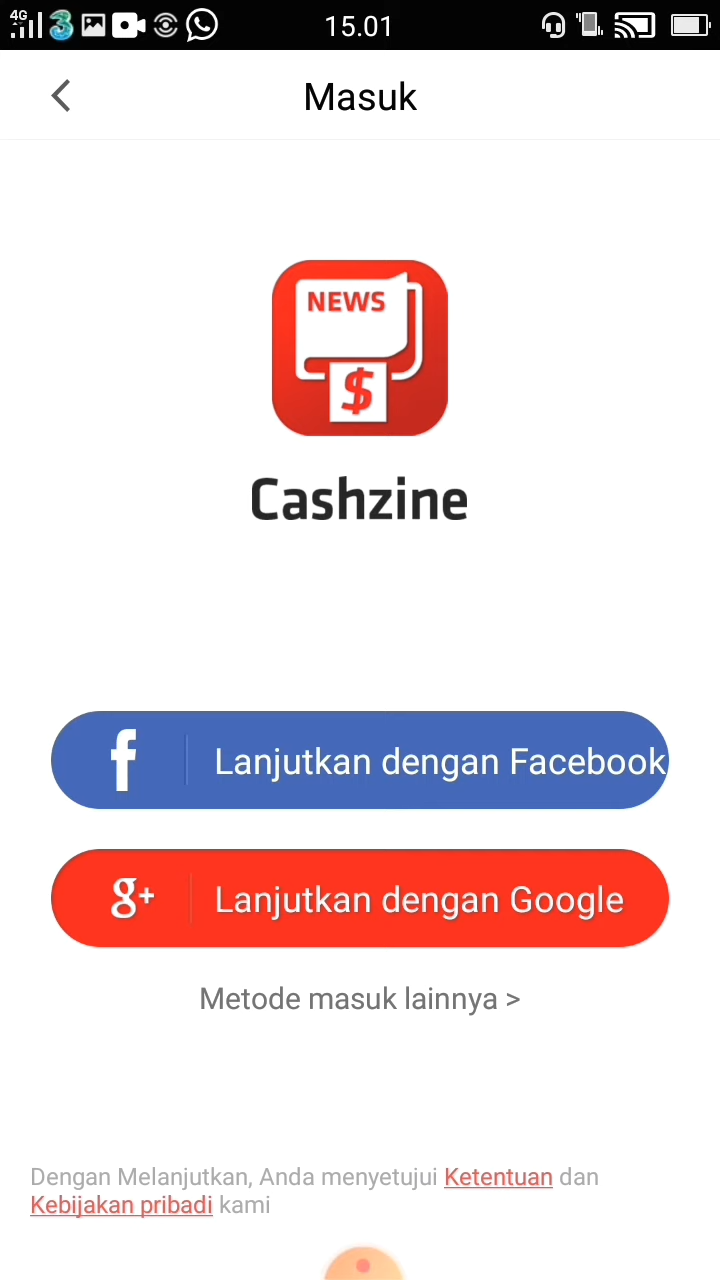 4G
3
15.01
Masuk
NEWS
$
Cashzine
f
Lanjutkan dengan Facebook
g+
Lanjutkan dengan Google
Metode masuk lainnya >
Dengan Melanjutkan, Anda menyetujui Ketentuan dan
Kebijakan pribadi kami